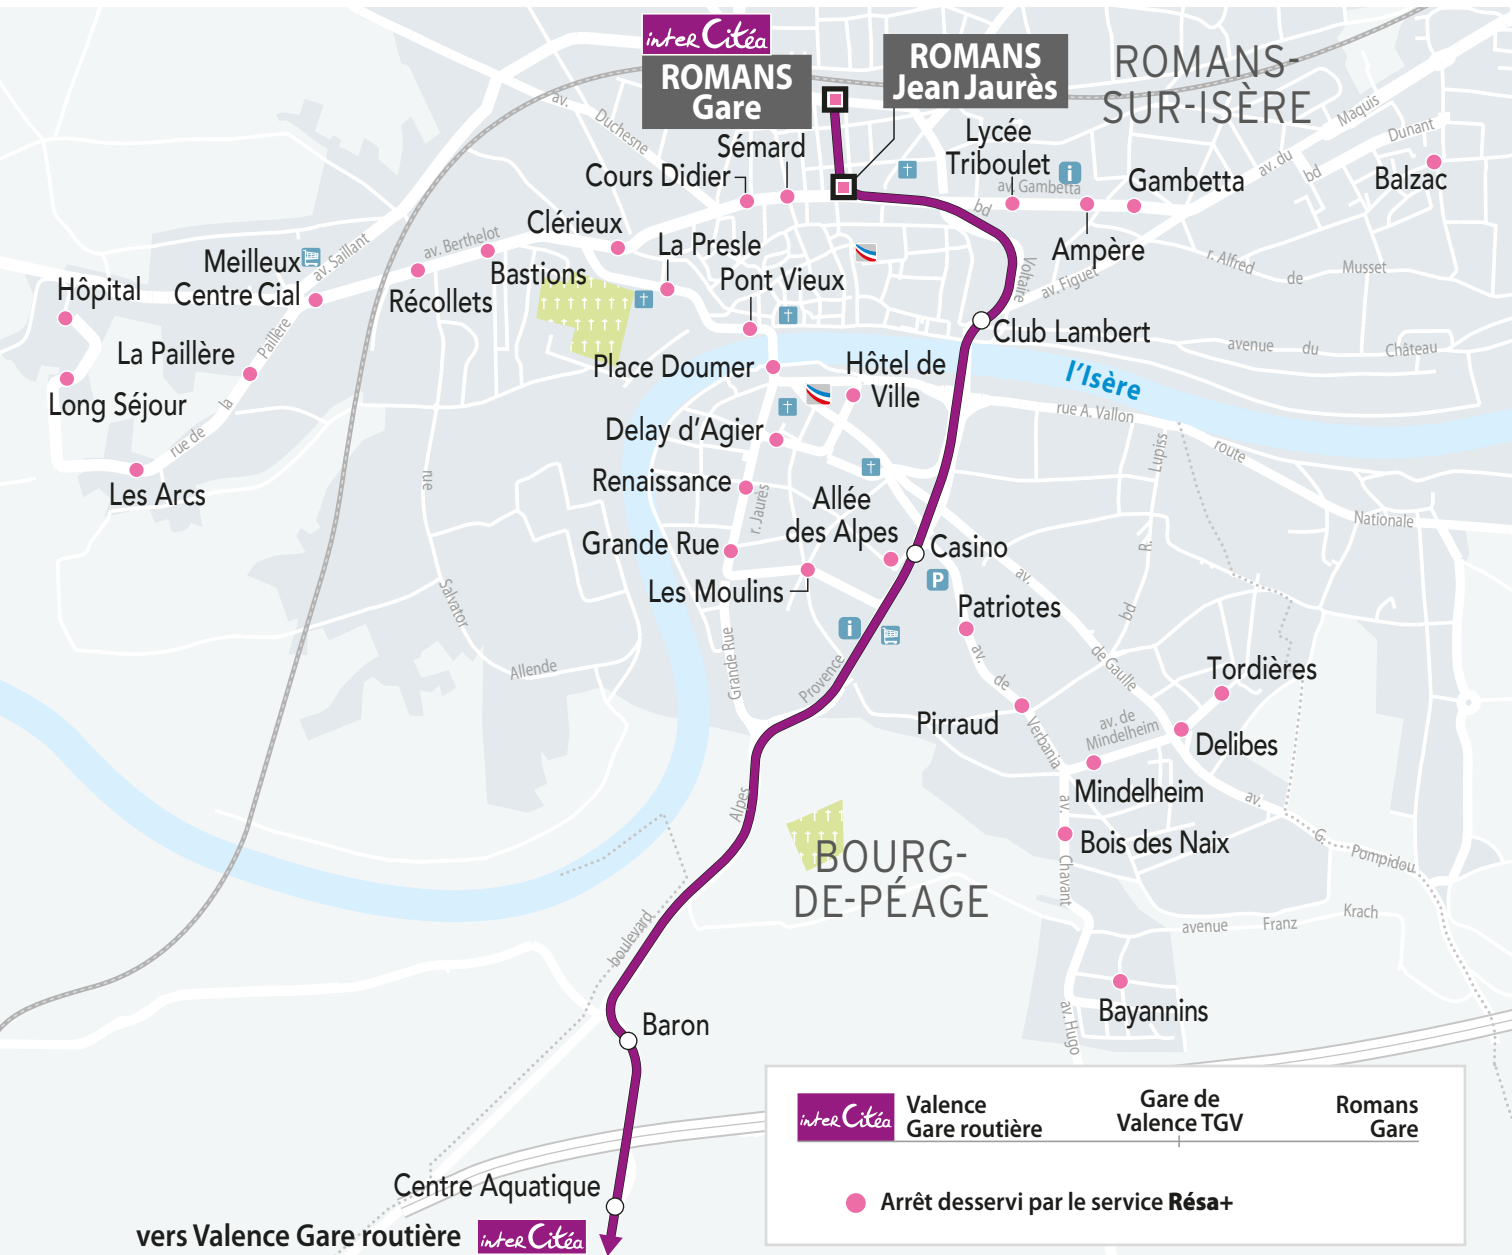 inter Citéa
ROMANS
Gare
ROMANS
Jean Jaurès
ROMANS-
SUR-ISÈRE
av.
Duchesne
Sémard
Cours Didier
Lycée
Triboulet
i
av. Gambetta
bd
Gambetta
Ampère
av. du
Maquis
bd
Dunant
Balzac
Clérieux
av. Berthelot
Bastions
La Presle
Pont Vieux
Meilleux
Centre Cial
av. Saillant
Récollets
Hôpital
La Paillère
Long Séjour
Les Arcs
rue de
la
Paillère
Voltaire
av. Figuet
r. Alfred
de
Musset
Club Lambert
avenue
du
Château
l'Isère
Place Doumer
Hôtel de
Ville
Delay d'Agier
rue A. Vallon
route
Nationale
Renaissance
r. Jaurès
Allée
des Alpes
Grande Rue
Les Moulins
Casino
P
Patriotes
i
bd
R.
Lupiss
rue
Salvator
Allende
Grande Rue
Provence
av.
de Gaulle
av.
de
Verbania
Pirraud
Tordières
av. de
Mindelheim
Delibes
Mindelheim
av.
Chavant
Bois des Naix
av.
G.
Pompidou
Alpes
boulevard
BOURG-
DE-PÉAGE
avenue
Franz
Krach
Bayannins
av. Hugo
Baron
Centre Aquatique
vers Valence Gare routière
inter Citéa
inter Citéa
Valence
Gare routière
Gare de
Valence TGV
Romans
Gare
Arrêt desservi par le service Résa+